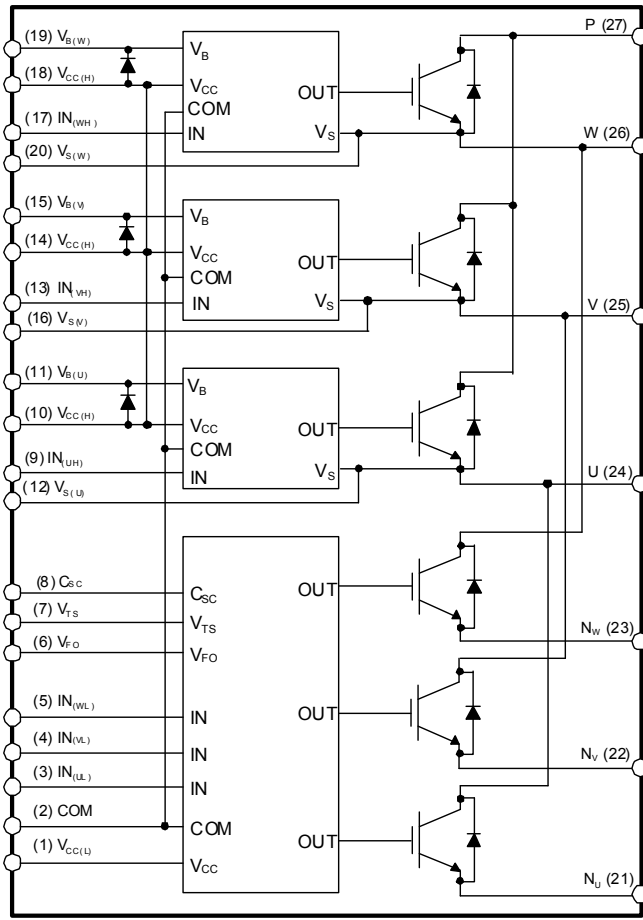 (19) VB(W)
(18) VCC(H)
(17) IN(WH)
(20) VS(W)
VB
VCC
COM
IN
OUT
VS
P (27)
W (26)
(15) VB(V)
(14) VCC(H)
(13) IN(VH)
(16) VS(V)
VB
VCC
COM
IN
OUT
VS
V (25)
(11) VB(U)
(10) VCC(H)
(9) IN(UH)
(12) VS(U)
VB
VCC
COM
IN
OUT
VS
U (24)
(8) CSC
(7) VTS
(6) VFO
(5) IN(WL)
(4) IN(VL)
(3) IN(UL)
(2) COM
(1) VCC(L)
CSC
VTS
VFO
IN
IN
IN
COM
VCC
OUT
OUT
OUT
NW (23)
NV (22)
NU (21)